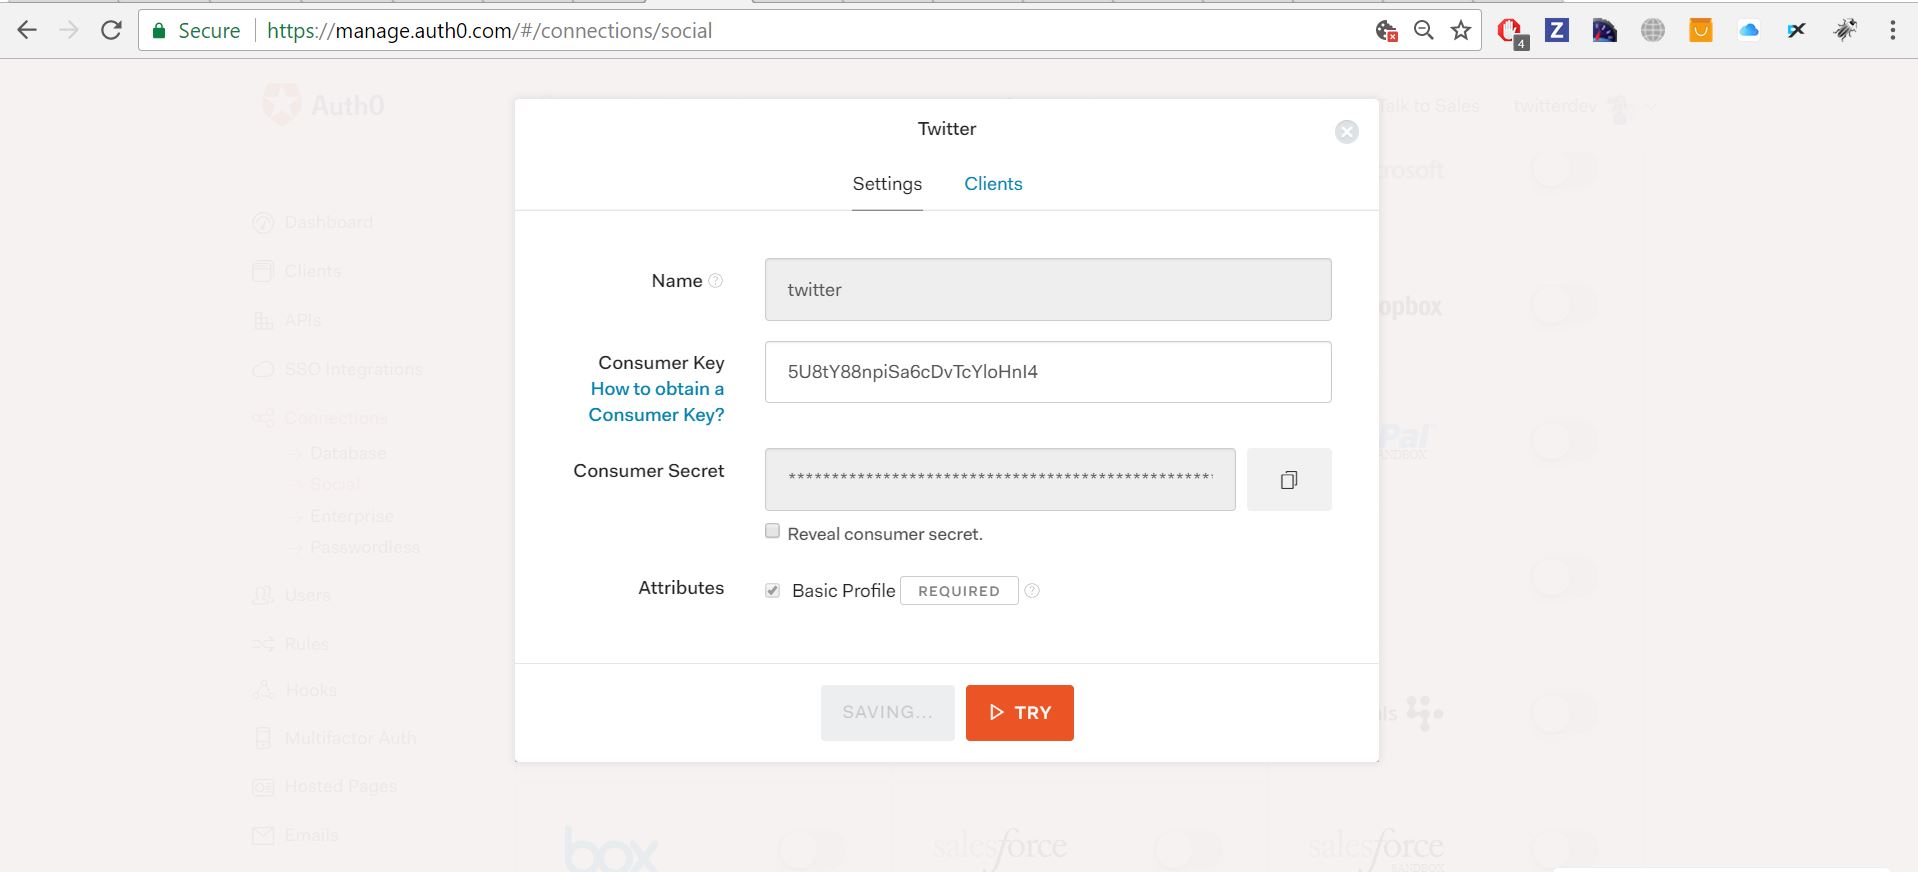 Secure
https://manage.auth0.com/#/connections/social
4
Z
Auth0
Talk to Sales
twitterdev
Twitter
Settings
Clients
Dashboard
Clients
APIs
SSO Integrations
Connections
Database
Social
Enterprise
Passwordless
Users
Rules
Hooks
Multifactor Auth
Hosted Pages
Emails
Name ?
twitter
Consumer Key
How to obtain a
Consumer Key?
5U8tY88npiSa6cDvTcYloHnI4
Consumer Secret
*************************************************
Reveal consumer secret.
Attributes
Basic Profile
REQUIRED
?
SAVING...
TRY
crosoft
opbox
Pal
ANDBOX
ls
box
salesforce
salesforce
SANDBOX